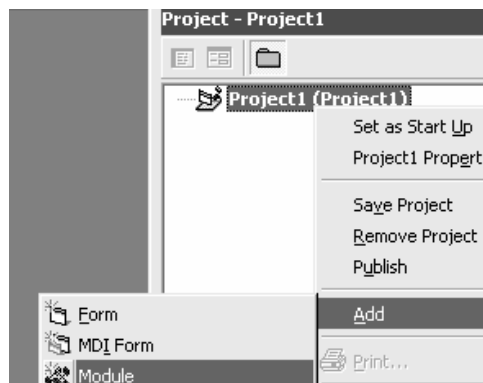 Project - Project1
Project1 (Project1)
Set as Start Up
Project1 Propert
Save Project
Remove Project
Publish
Add
Print...
Form
MDI Form
Module